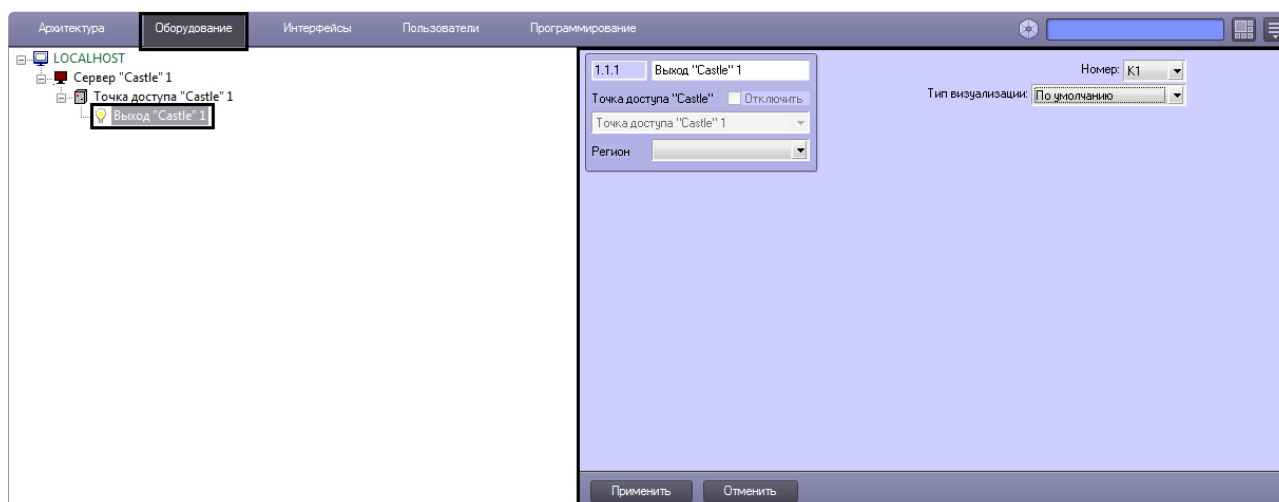 Архитектура Оборудование Интерфейсы Пользователи Программирование
LOCALHOST
Сервер "Castle" 1
Точка доступа "Castle" 1
Выход "Castle" 1
1.1.1 Выход "Castle" 1
Точка доступа "Castle" Отключить
Точка доступа "Castle" 1
Регион
Номер: K1
Тип визуализации: По умолчанию
Применить Отменить